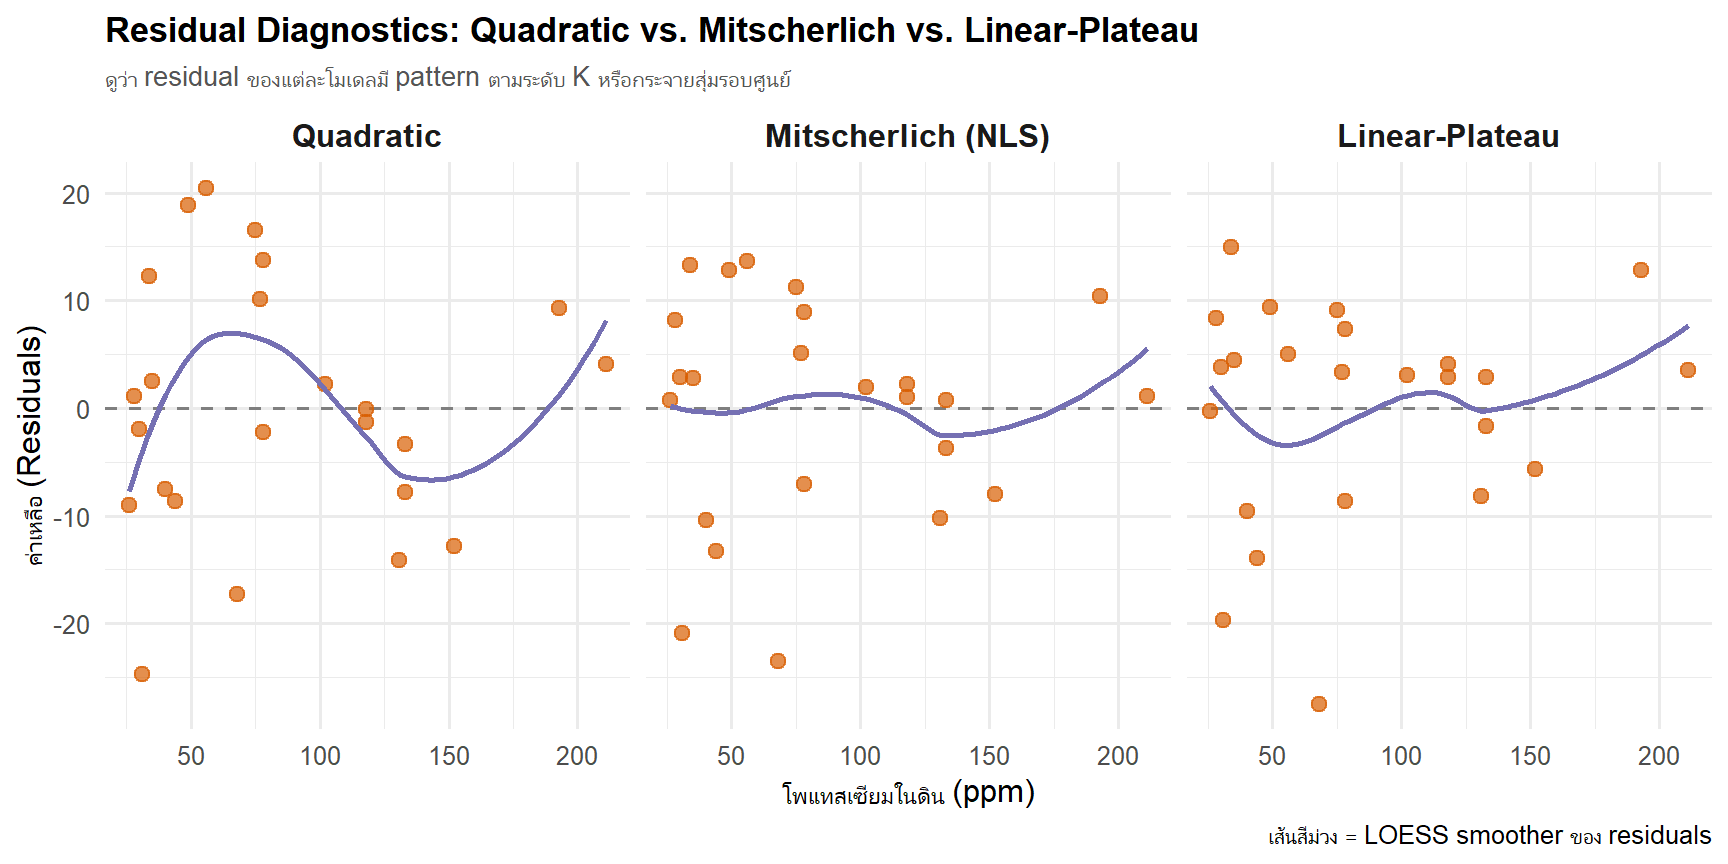 Residual Diagnostics: Quadratic vs. Mitscherlich vs. Linear-Plateau
ดูว่า residual ของแต่ละโมเดลมี pattern ตามระดับ K หรือกระจายสุ่มรอบศูนย์
Quadratic
Mitscherlich (NLS)
Linear-Plateau
ค่าเหลือ (Residuals)
20
10
0
-10
-20
50 100 150 200
50 100 150 200
50 100 150 200
โพแทสเซียมในดิน (ppm)
เส้นสีม่วง = LOESS smoother ของ residuals